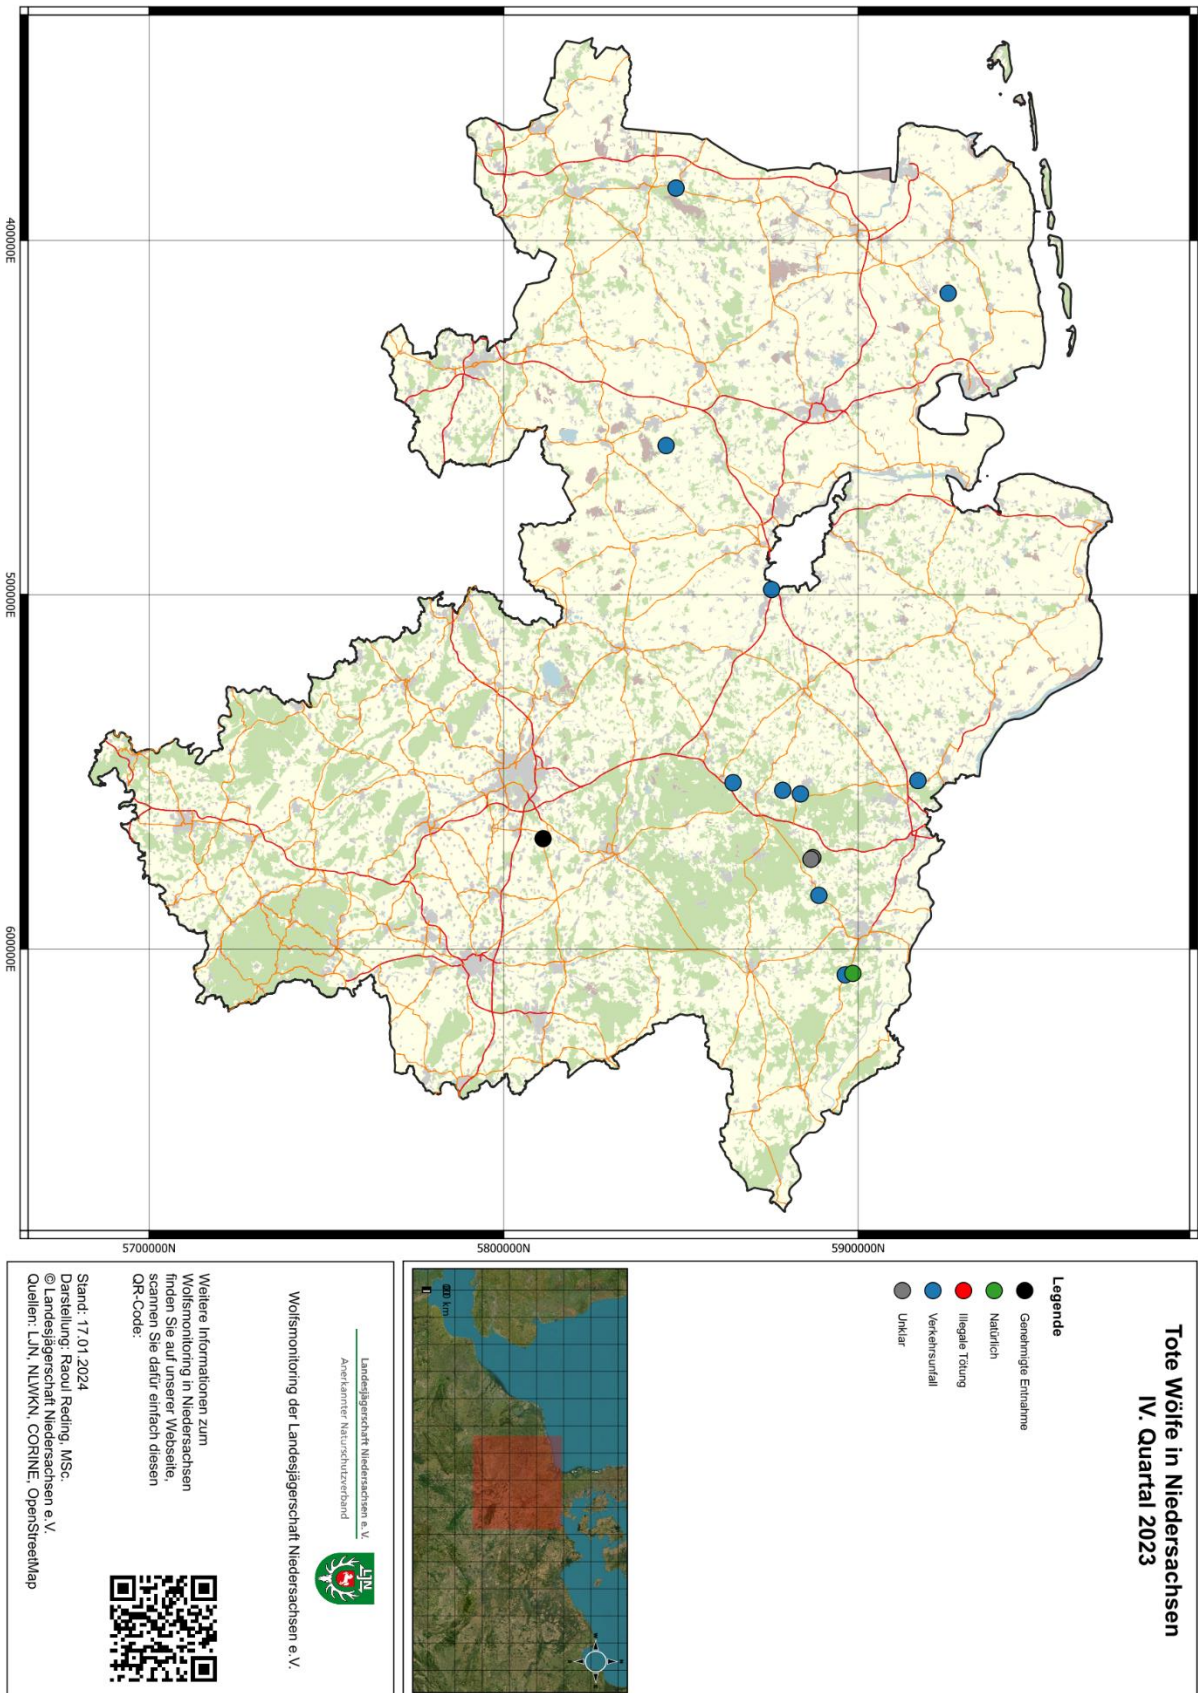 Tote Wölfe in Niedersachsen
IV. Quartal 2023
Legende
Genehmigte Entnahme
Natürlich
Illegale Tötung
Verkehrsunfall
Unklar
Landesjägerschaft Niedersachsen e. V.
Anerkannter Naturschutzverband
LJN
Wolfsmonitoring der Landesjägerschaft Niedersachsen e.V.
Weitere Informationen zum
Wolfsmonitoring in Niedersachsen
finden Sie auf unserer Webseite,
scannen Sie dafür einfach diesen
QR-Code:
Stand: 17.01.2024
Darstellung: Raoul Reding, MSc.
© Landesjägerschaft Niedersachsen e.V.
Quellen: LJN, NLWKN, CORINE, OpenStreetMap
400000E
500000E
600000E
5900000N
5800000N
5700000N
km